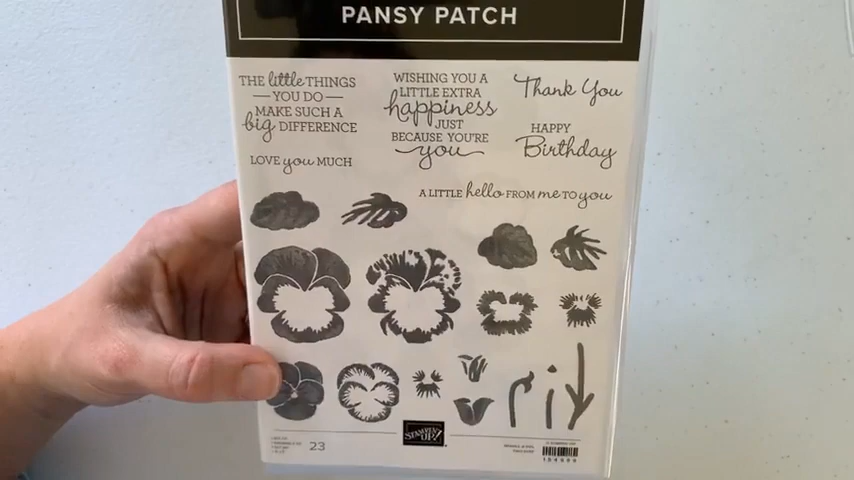 PANSY PATCH
THE little THINGS
— YOU DO —
MAKE SUCH A
big DIFFERENCE
LOVE you MUCH
WISHING YOU A
LITTLE EXTRA
happiness
JUST
BECAUSE YOU'RE
you
Thank You
HAPPY
Birthday
A LITTLE hello FROM me TO you
STAMPIN' UP!
23